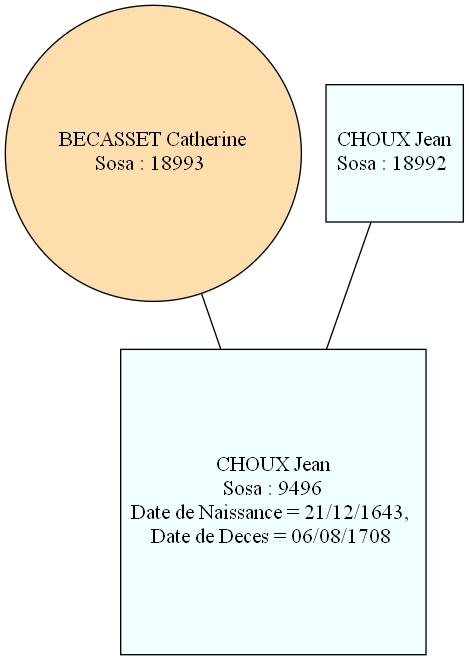 BECASSET Catherine
Sosa : 18993
CHOUX Jean
Sosa : 18992
CHOUX Jean
Sosa : 9496
Date de Naissance = 21/12/1643,
Date de Deces = 06/08/1708